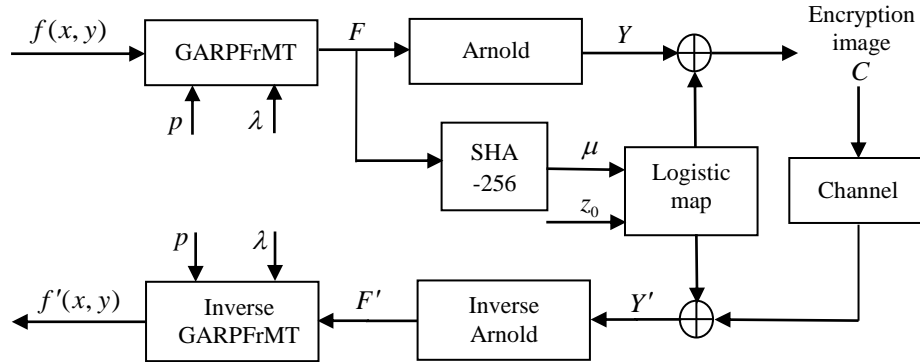 f(x, y)
GARPFrMT
F
Arnold
Y
Encryption
image
C
p
λ
SHA
-256
μ
z₀
Logistic
map
Channel
p
λ
f′(x, y)
Inverse
GARPFrMT
F'
Inverse
Arnold
Y'